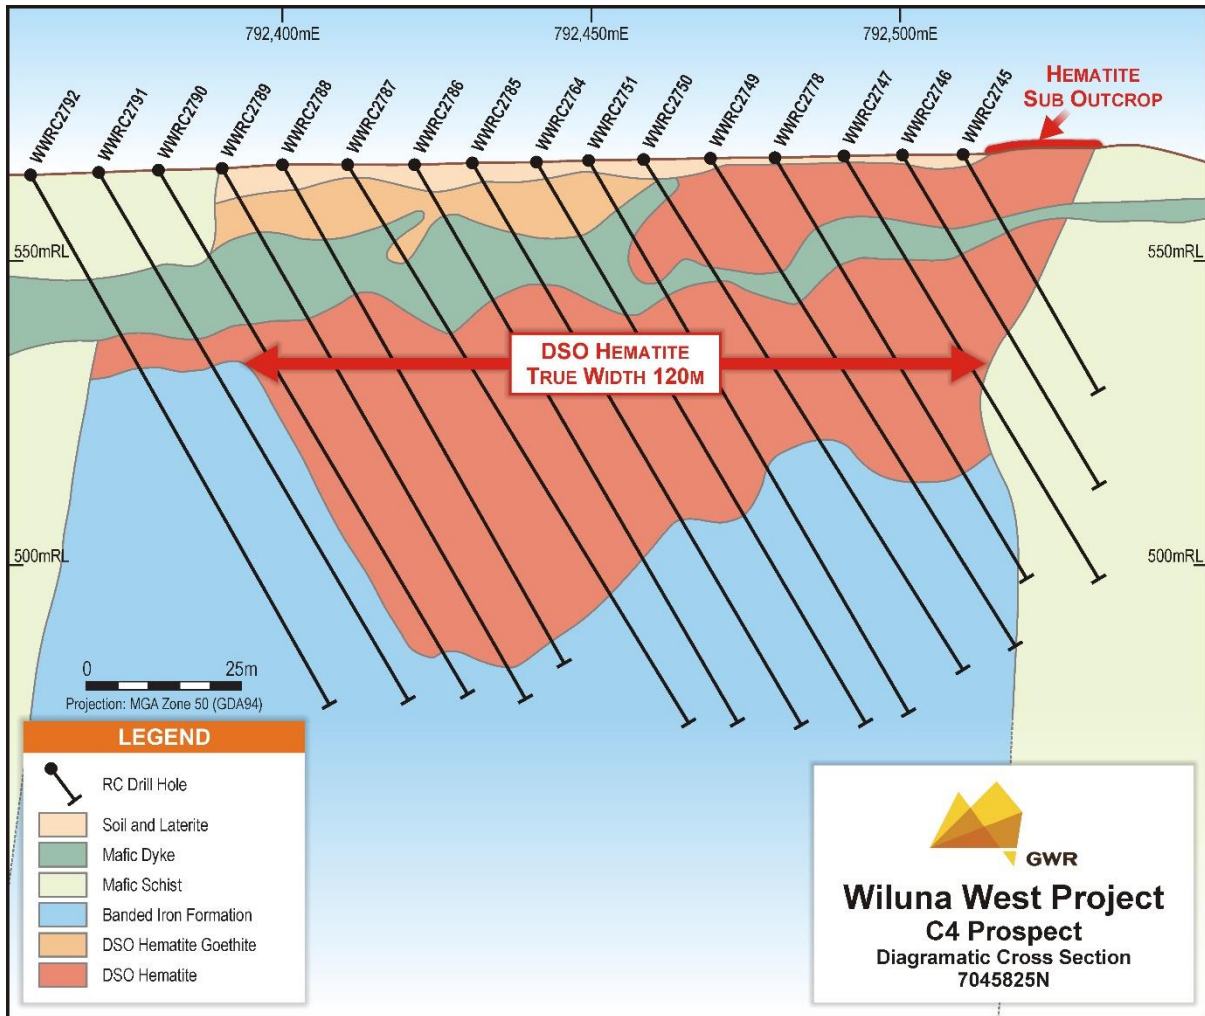 792,400mE
792,450mE
792,500mE
WWRC2792
WWRC2791
WWRC2790
WWRC2789
WWRC2788
WWRC2787
WWRC2786
WWRC2785
WWRC2764
WWRC2751
WWRC2750
WWRC2749
WWRC2778
WWRC2747
WWRC2746
WWRC2745
HEMATITE
SUB OUTCROP
550mRL
550mRL
DSO HEMATITE
TRUE WIDTH 120M
500mRL
500mRL
0
25m
Projection: MGA Zone 50 (GDA94)
LEGEND
RC Drill Hole
Soil and Laterite
Mafic Dyke
Mafic Schist
Banded Iron Formation
DSO Hematite Goethite
DSO Hematite
GWR
Wiluna West Project
C4 Prospect
Diagramatic Cross Section
7045825N